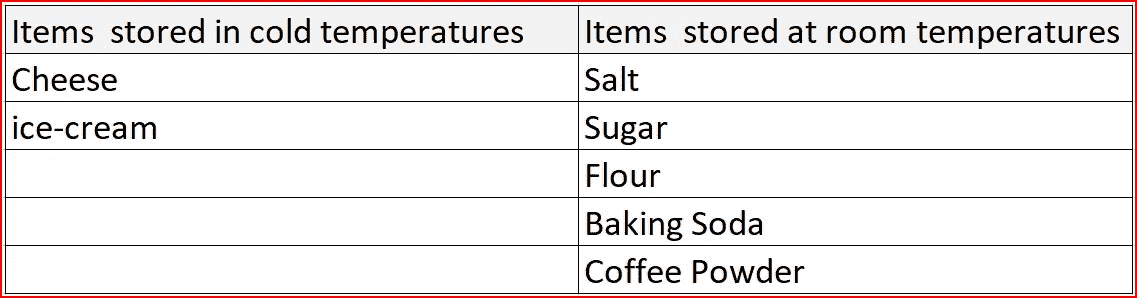 Items  stored in cold temperatures Items  stored at room temperatures
Cheese Salt
ice-cream Sugar
Flour
Baking Soda
Coffee Powder